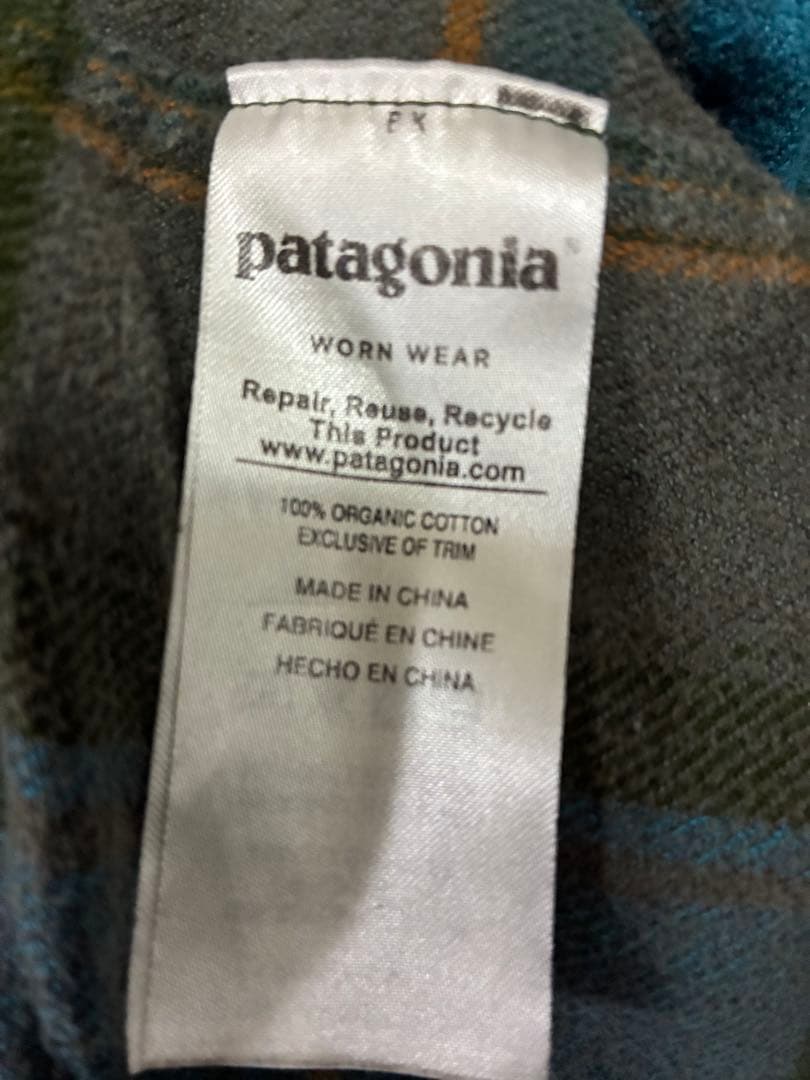 patagonia®
WORN WEAR
Repair, Reuse, Recycle
This Product
www.patagonia.com
100% ORGANIC COTTON
EXCLUSIVE OF TRIM
MADE IN CHINA
FABRIQUÉ EN CHINE
HECHO EN CHINA